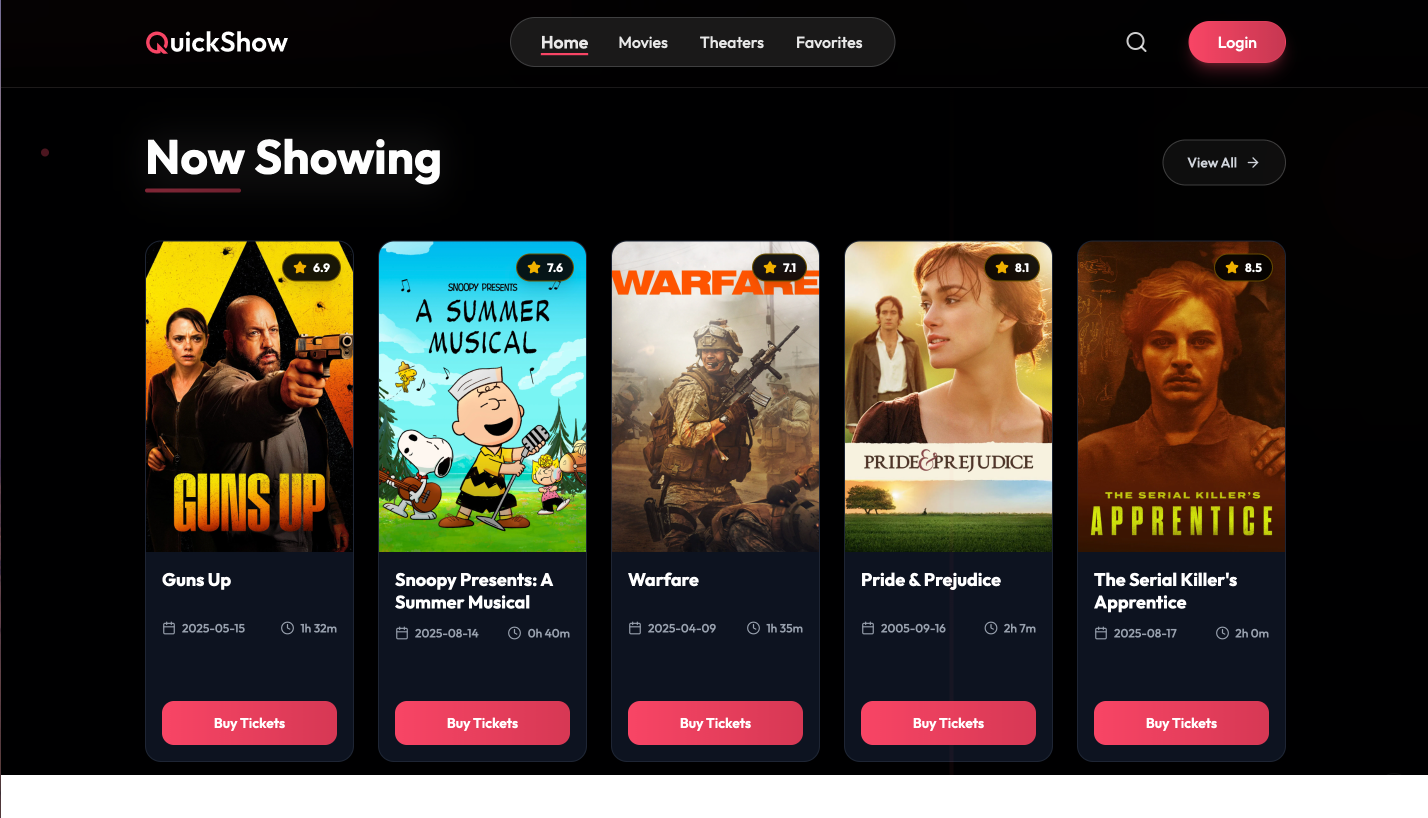 QuickShow
Home
Movies
Theaters
Favorites
Login
Now Showing
View All
6.9
GUNS UP
Guns Up
2025-05-15
1h 32m
Buy Tickets
7.6
SNOOPY PRESENTS
A SUMMER
MUSICAL
Snoopy Presents: A
Summer Musical
2025-08-14
0h 40m
Buy Tickets
7.1
WARFARE
Warfare
2025-04-09
1h 35m
Buy Tickets
8.1
PRIDE & PREJUDICE
Pride & Prejudice
2005-09-16
2h 7m
Buy Tickets
8.5
THE SERIAL KILLER'S
APPRENTICE
The Serial Killer's
Apprentice
2025-08-17
2h 0m
Buy Tickets